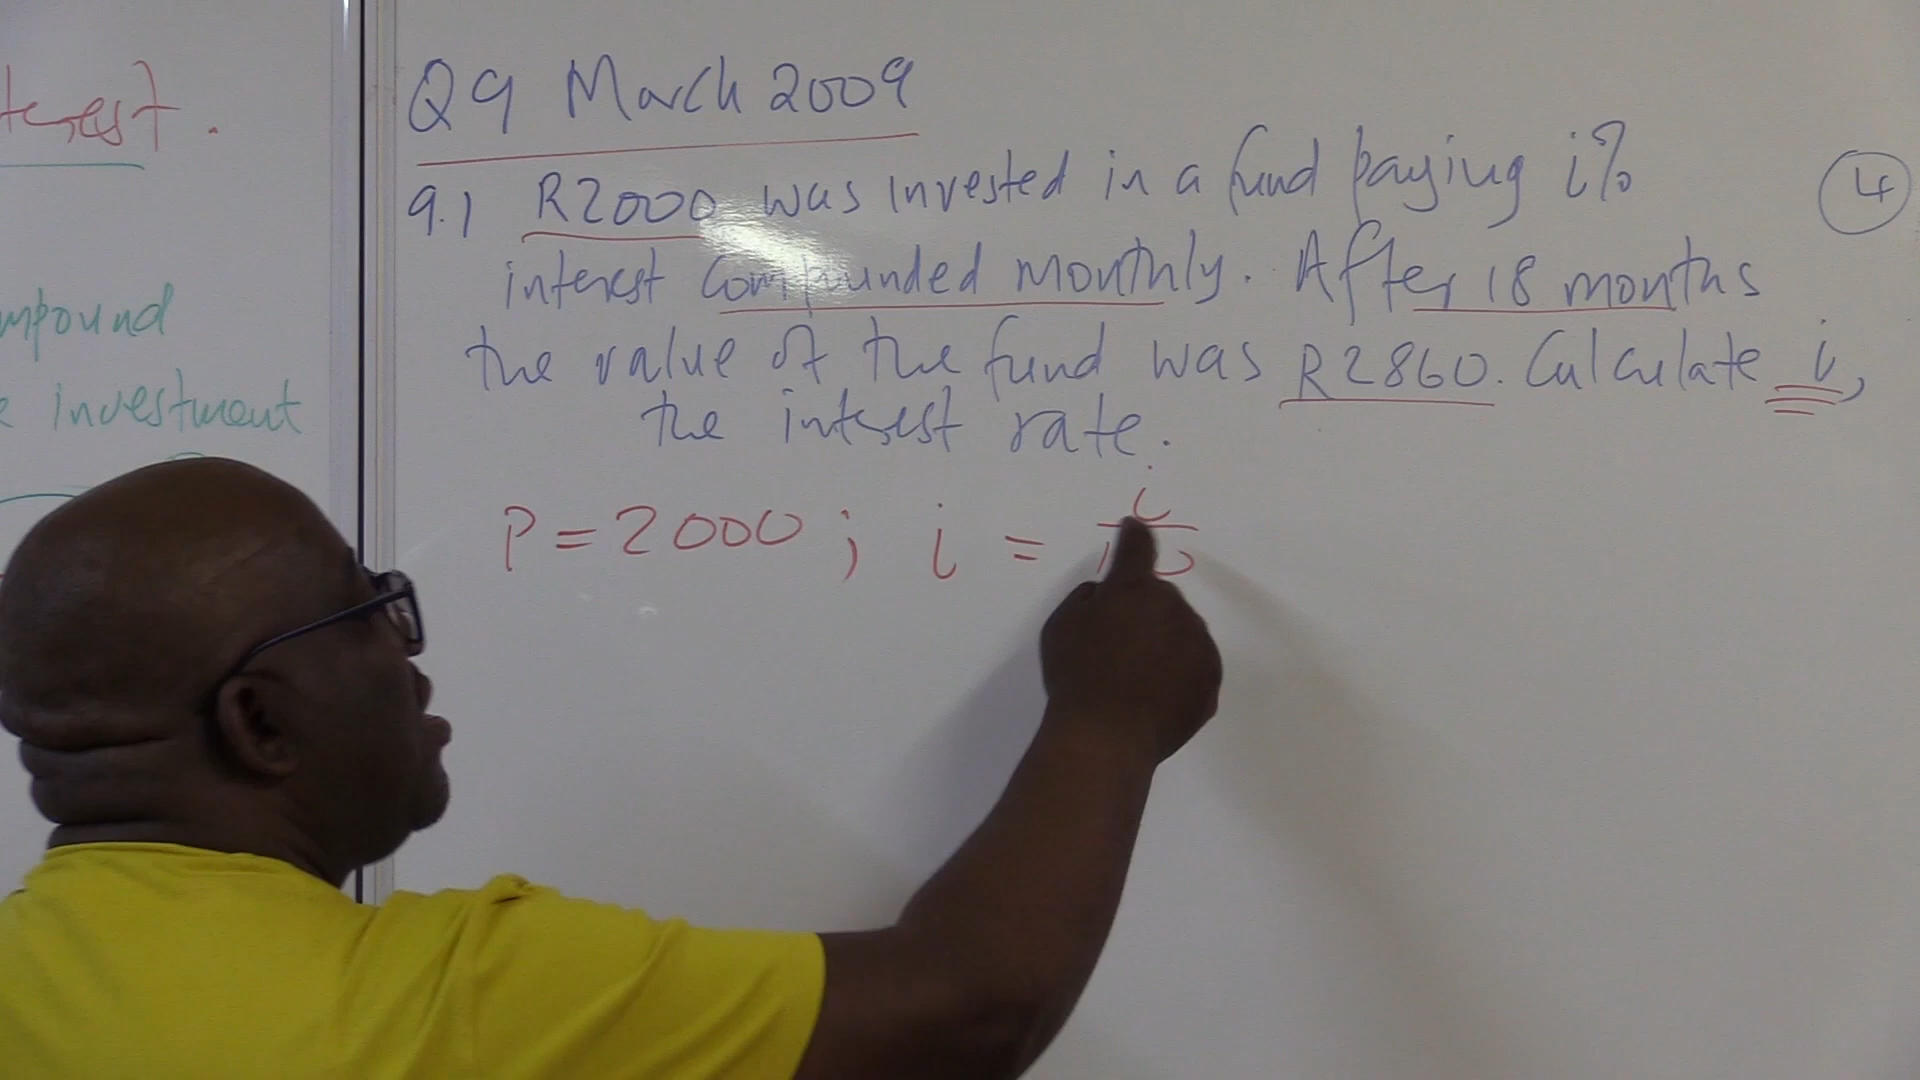 terest.
mpound
investment
Q9 March 2009
9.1 R2000 was invested in a fund paying i%
interest compounded monthly. After 18 months
the value of the fund was R2860. Calculate i,
the interest rate.
4
P = 2000 ; i = i